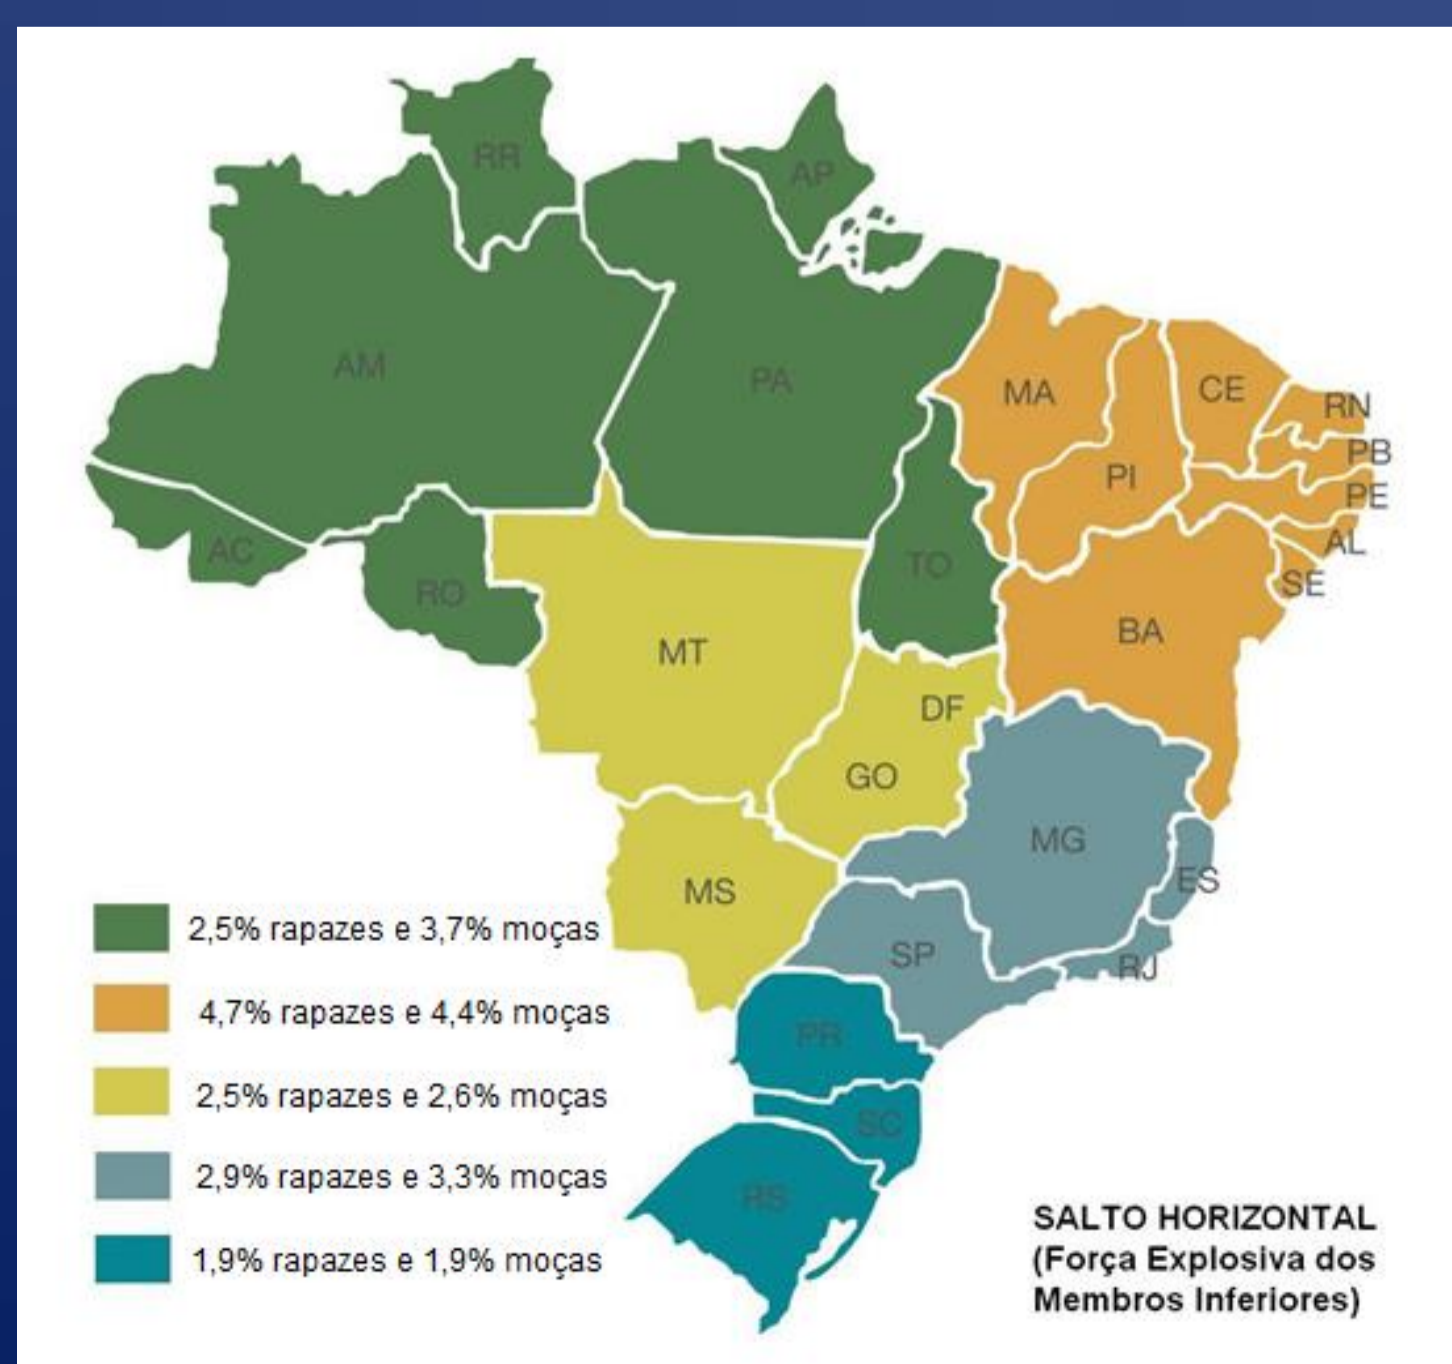 RR
AP
AM
PA
MA
CE
RN
PB
PI
PE
AL
AC
TO
SE
RO
BA
MT
DF
GO
MG
ES
MS
SP
RJ
PR
SC
RS
2,5% rapazes e 3,7% moças
4,7% rapazes e 4,4% moças
2,5% rapazes e 2,6% moças
2,9% rapazes e 3,3% moças
1,9% rapazes e 1,9% moças
SALTO HORIZONTAL
(Força Explosiva dos
Membros Inferiores)